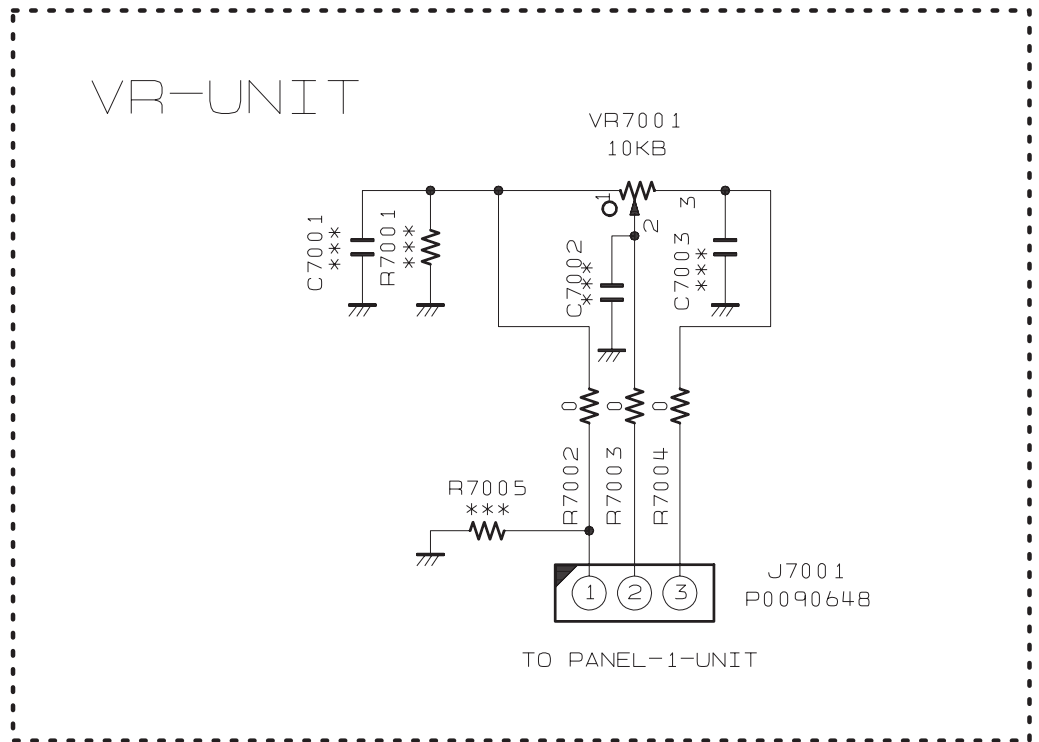 VR-UNIT
VR7001
10KB
1
2
3
C7001
***
R7001
***
C7002
***
C7003
***
0
0
0
R7002
R7003
R7004
R7005
***
1
2
3
J7001
P0090648
TO PANEL-1-UNIT